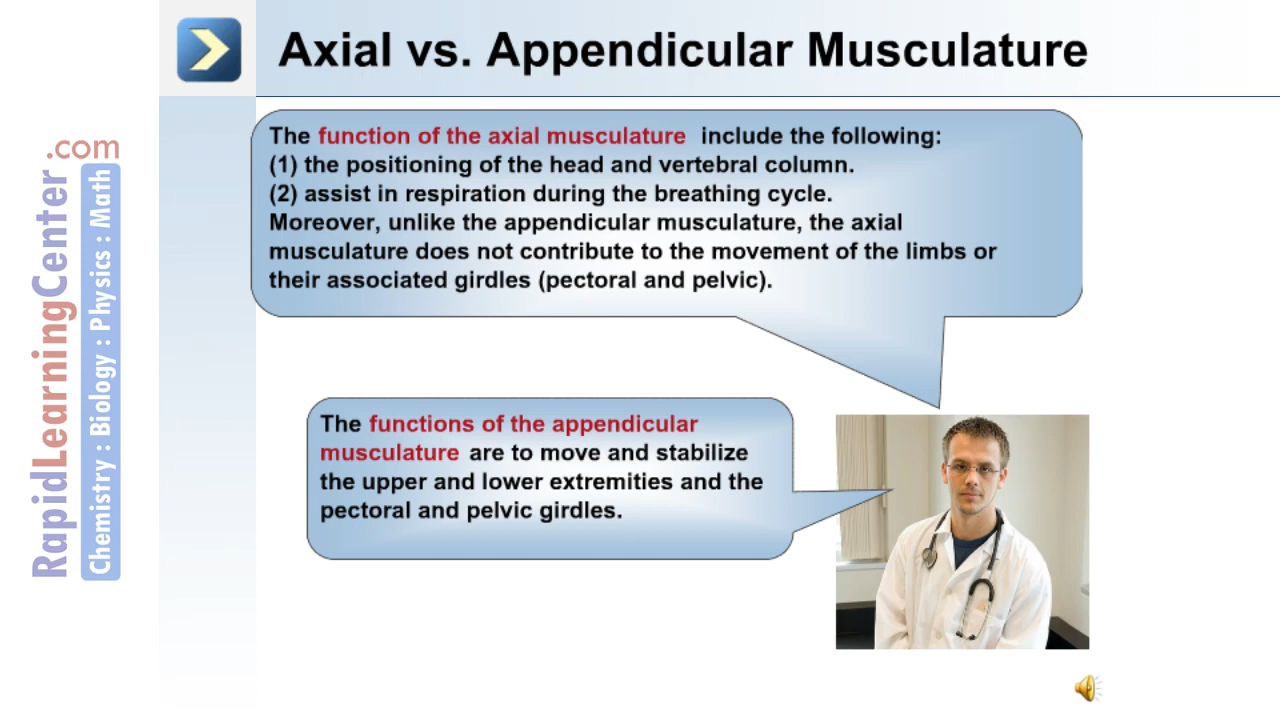 Axial vs. Appendicular Musculature
The function of the axial musculature include the following:
(1) the positioning of the head and vertebral column.
(2) assist in respiration during the breathing cycle.
Moreover, unlike the appendicular musculature, the axial
musculature does not contribute to the movement of the limbs or
their associated girdles (pectoral and pelvic).
The functions of the appendicular
musculature are to move and stabilize
the upper and lower extremities and the
pectoral and pelvic girdles.
RapidLearningCenter.com
Chemistry : Biology : Physics : Math